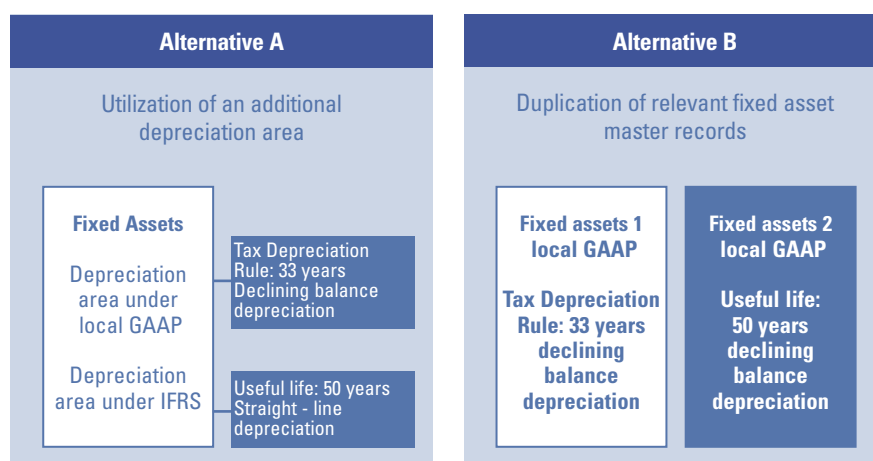 Alternative A
Utilization of an additional
depreciation area
Fixed Assets
Depreciation
area under
local GAAP
Depreciation
area under IFRS
Tax Depreciation
Rule: 33 years
Declining balance
depreciation
Useful life: 50 years
Straight - line
depreciation
Alternative B
Duplication of relevant fixed asset
master records
Fixed assets 1
local GAAP
Tax Depreciation
Rule: 33 years
declining
balance
depreciation
Fixed assets 2
local GAAP
Useful life:
50 years
declining
balance
depreciation